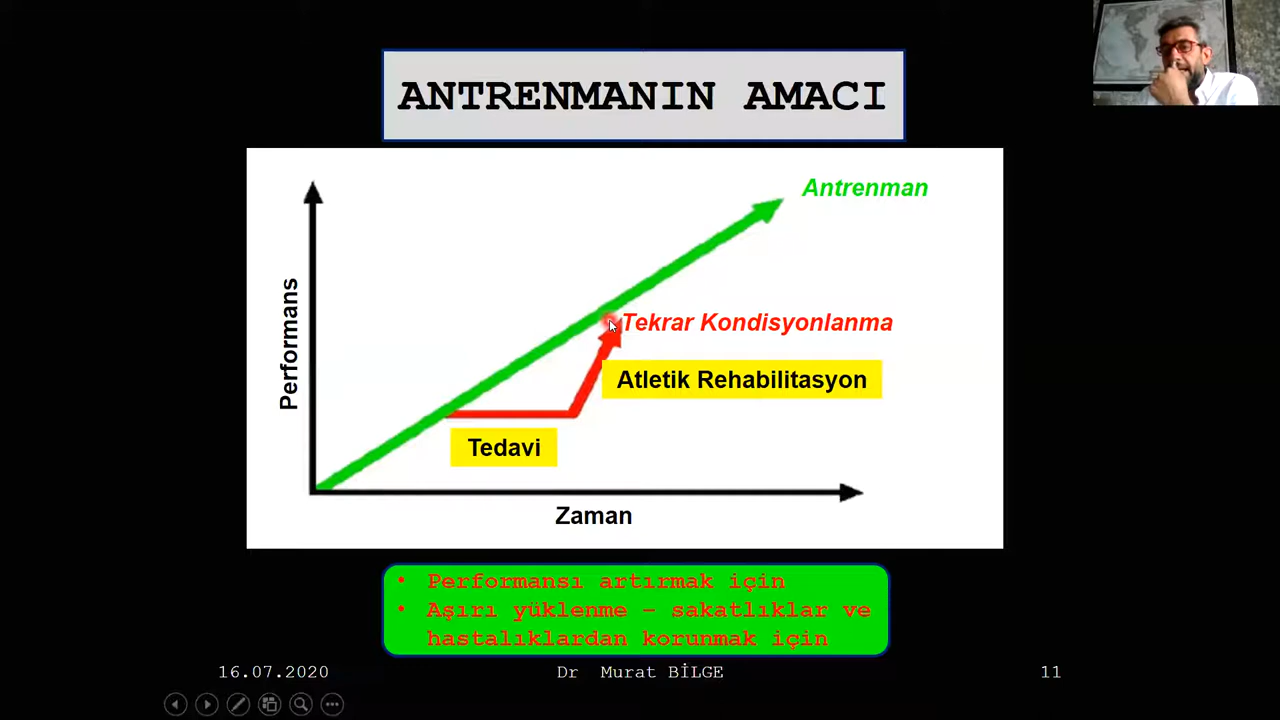 ANTRENMANIN AMACI
Antrenman
Performans
Tekrar Kondisyonlanma
Atletik Rehabilitasyon
Tedavi
Zaman
• Performansı artırmak için
• Aşırı yüklenme – sakatlıklar ve
hastalıklardan korunmak için
16.07.2020 Dr Murat BİLGE 11